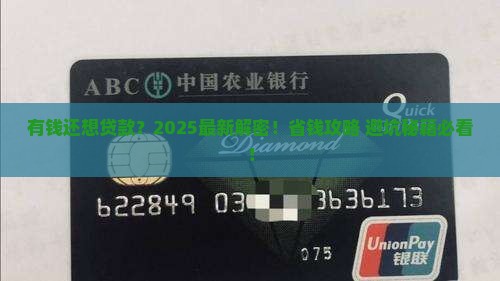 ABC 中国农业银行
Quick
有钱还想贷款？2025最新解密！省钱攻略 避坑秘籍必看
！
Diamond
622849 03 3636173
075
UnionPay
银联